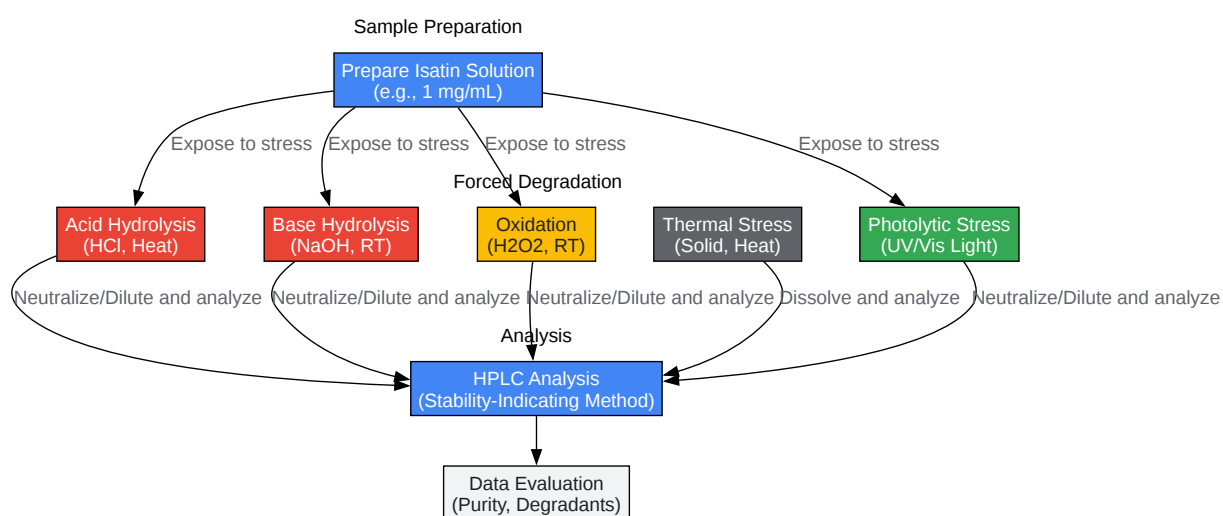 Sample Preparation
Prepare Isatin Solution
(e.g., 1 mg/mL)
Expose to stress
Expose to stress
Expose to stress
Expose to stress
Forced Degradation
Acid Hydrolysis
(HCl, Heat)
Base Hydrolysis
(NaOH, RT)
Oxidation
(H2O2, RT)
Thermal Stress
(Solid, Heat)
Photolytic Stress
(UV/Vis Light)
Neutralize/Dilute and analyze
Neutralize/Dilute and analyze
Neutralize/Dilute and analyze
Dissolve and analyze
Neutralize/Dilute and analyze
Analysis
HPLC Analysis
(Stability-Indicating Method)
Data Evaluation
(Purity, Degradants)